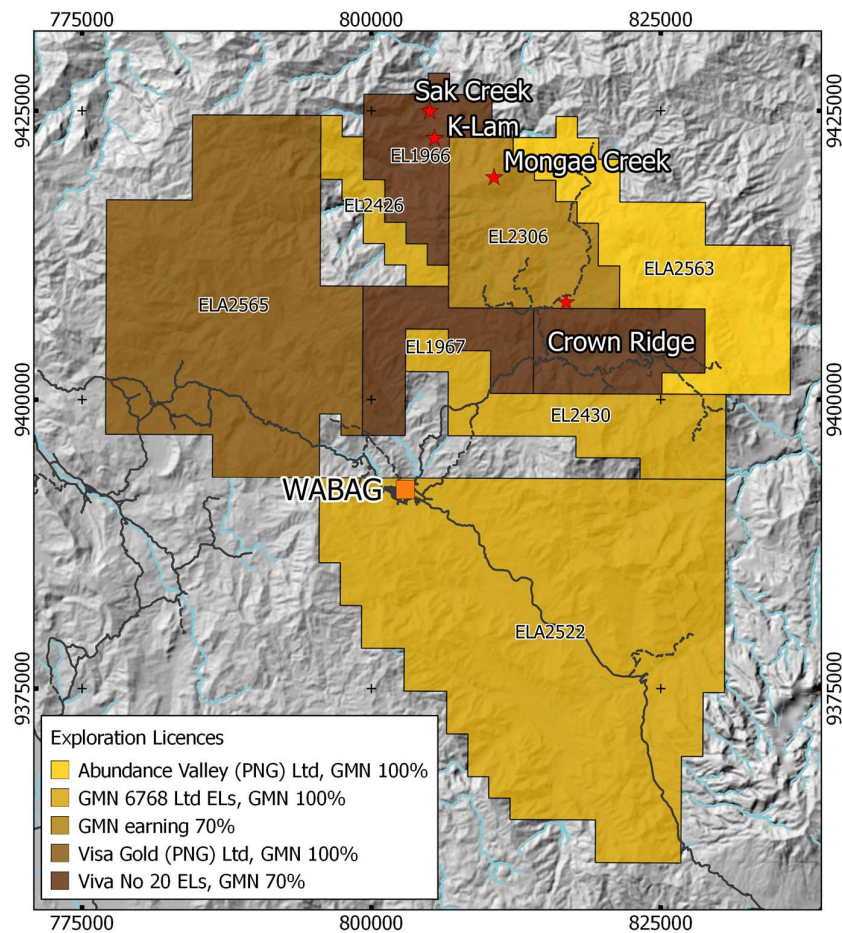 775000
800000
825000
9425000
9425000
Sak Creek
K-Lam
EL1966
Mongae Creek
EL2426
EL2306
ELA2563
ELA2565
Crown Ridge
EL1967
9400000
9400000
EL2430
WABAG
ELA2522
9375000
9375000
Exploration Licences
Abundance Valley (PNG) Ltd, GMN 100%
GMN 6768 Ltd ELs, GMN 100%
GMN earning 70%
Visa Gold (PNG) Ltd, GMN 100%
Viva No 20 ELs, GMN 70%
775000
800000
825000